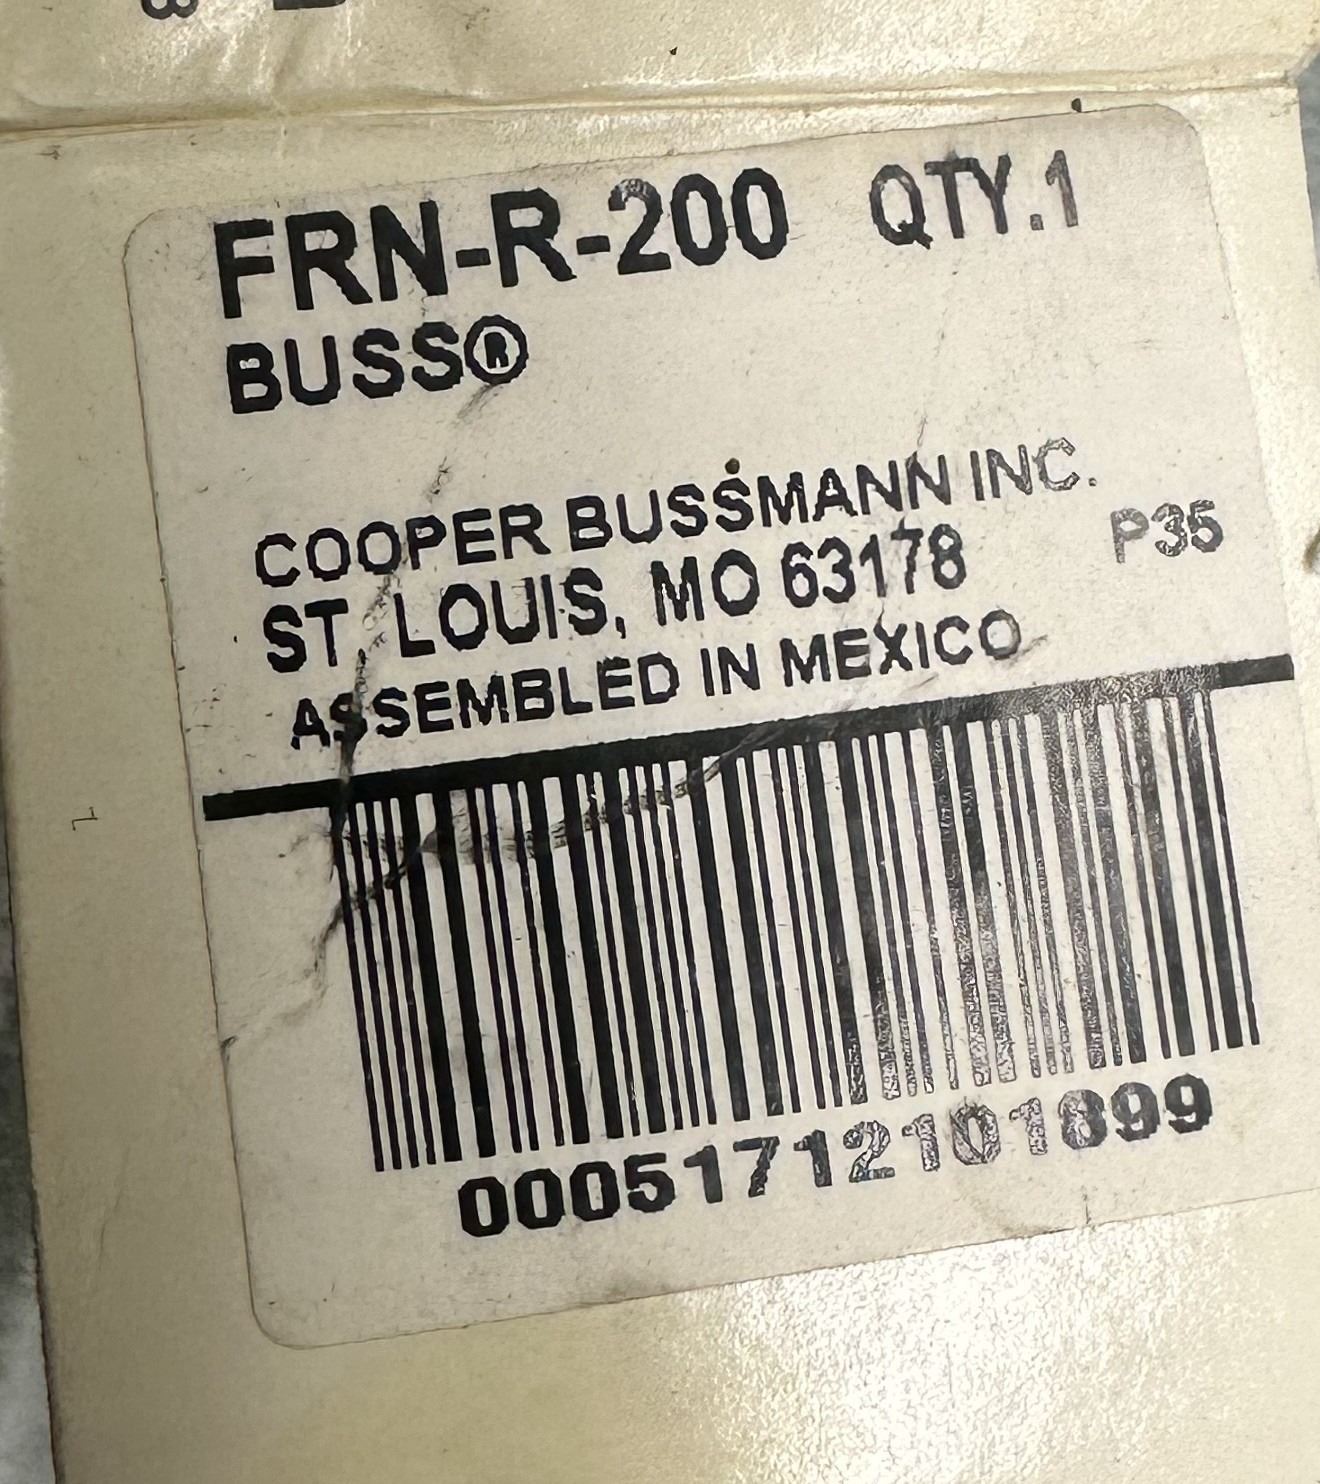 FRN-R-200 QTY.1
BUSS®
COOPER BUSSMANN INC.
ST. LOUIS, MO 63178 P35
ASSEMBLED IN MEXICO
00051712101899